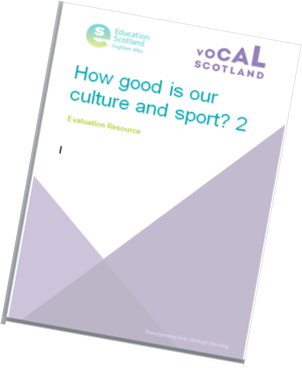 Education
Scotland
Foghlam Alba
VOCAL
SCOTLAND
How good is our
culture and sport? 2
Evaluation Resource
Transforming lives through learning